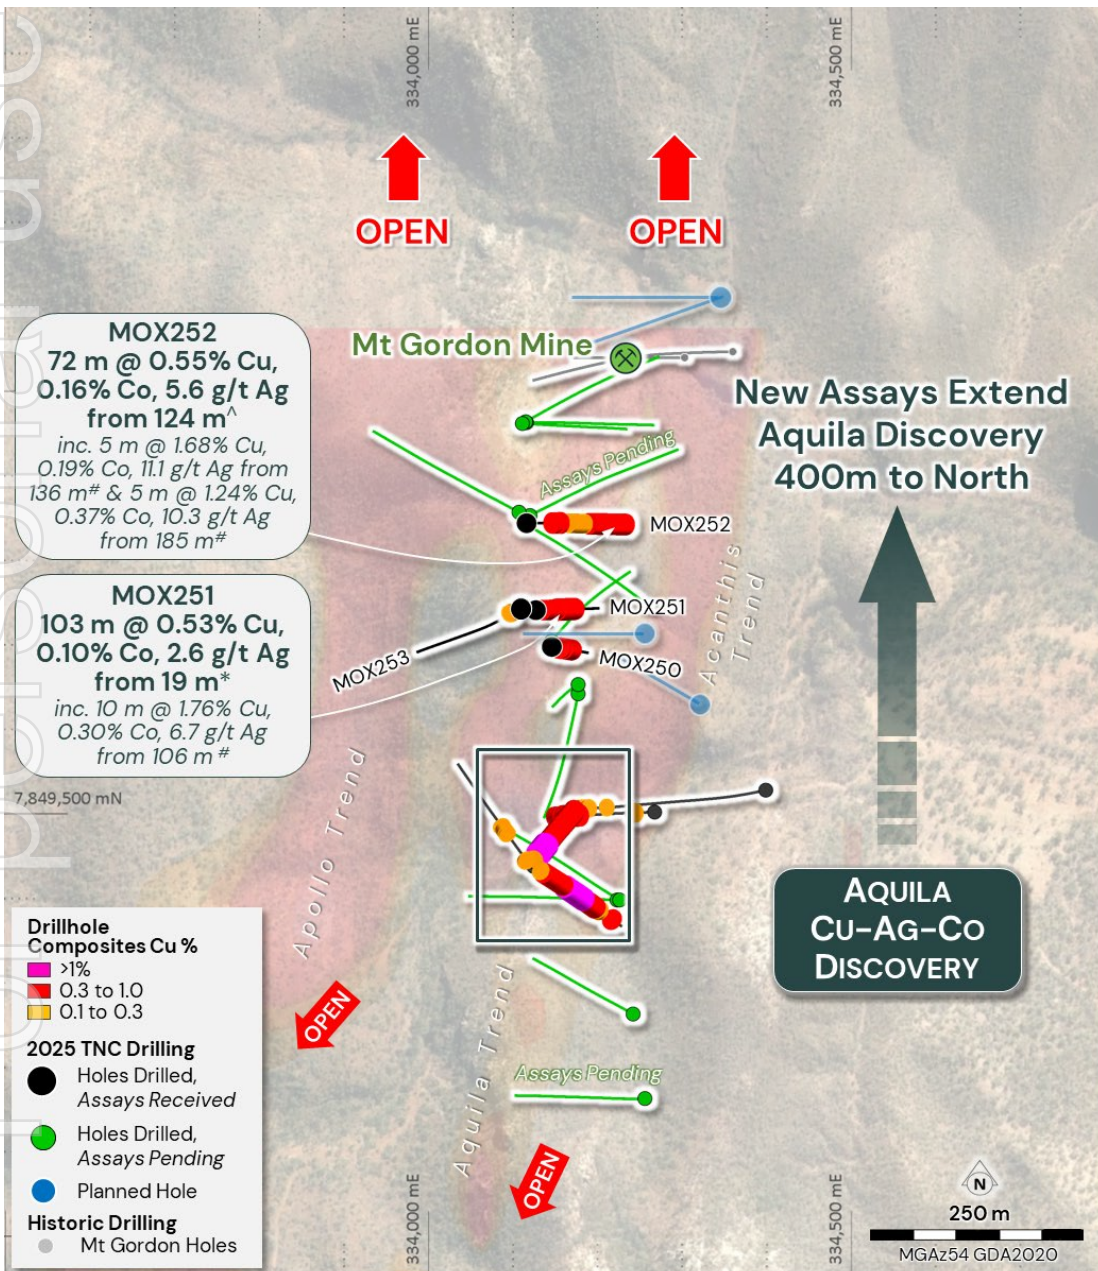 334,000 mE
334,500 mE
OPEN
OPEN
Mt Gordon Mine
MOX252
72 m @ 0.55% Cu,
0.16% Co, 5.6 g/t Ag
from 124 m^
inc. 5 m @ 1.68% Cu,
0.19% Co, 11.1 g/t Ag from
136 m# & 5 m @ 1.24% Cu,
0.37% Co, 10.3 g/t Ag
from 185 m#
New Assays Extend
Aquila Discovery
400m to North
Assays Pending
MOX252
MOX251
103 m @ 0.53% Cu,
0.10% Co, 2.6 g/t Ag
from 19 m*
inc. 10 m @ 1.76% Cu,
0.30% Co, 6.7 g/t Ag
from 106 m #
MOX251
MOX253
MOX250
Acanthis
Trend
7,849,500 mN
Apollo Trend
AQUILA
CU-AG-CO
DISCOVERY
Drillhole
Composites Cu %
>1%
0.3 to 1.0
0.1 to 0.3
2025 TNC Drilling
Holes Drilled,
Assays Received
Holes Drilled,
Assays Pending
Planned Hole
Historic Drilling
Mt Gordon Holes
OPEN
Aquila Trend
Assays Pending
OPEN
334,000 mE
334,500 mE
N
250 m
MGAz54 GDA2020
For personal use